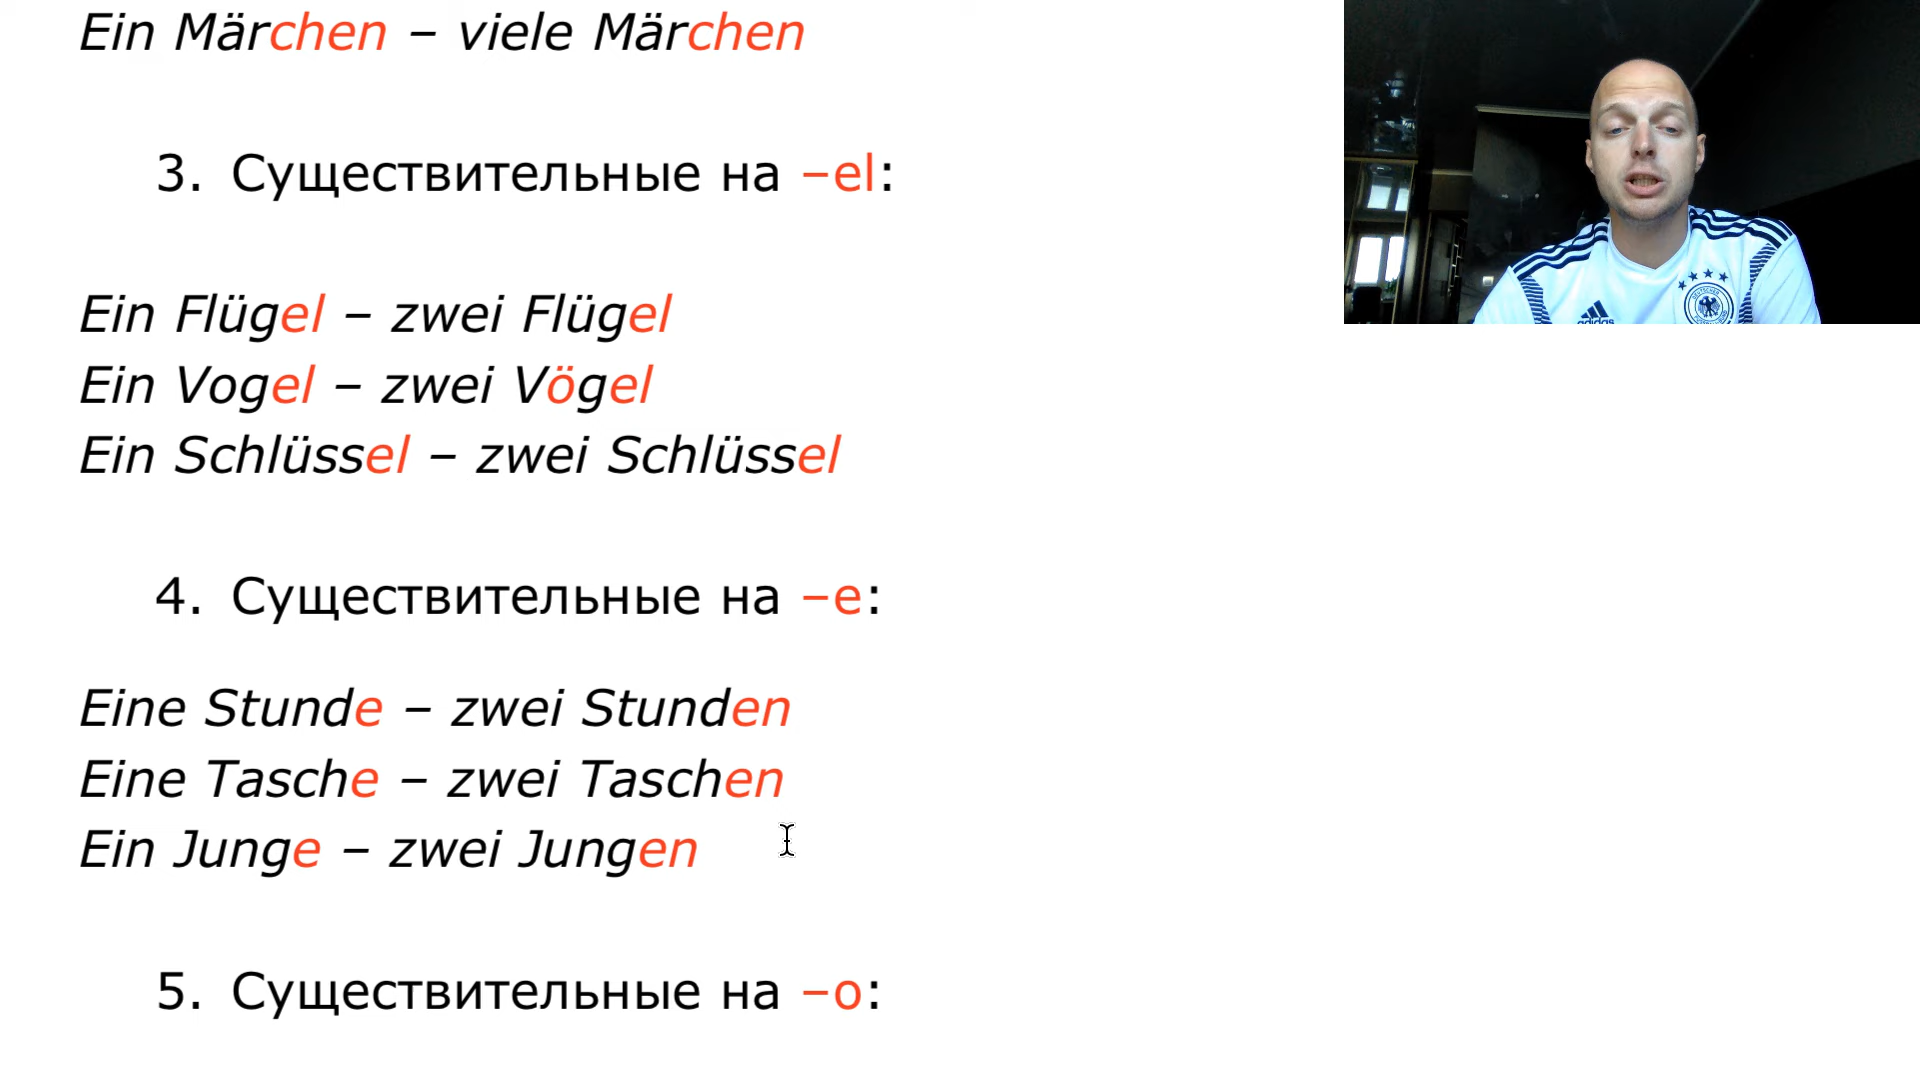 Ein Märchen – viele Märchen
3. Существительные на –el:
Ein Flügel – zwei Flügel
Ein Vogel – zwei Vögel
Ein Schlüssel – zwei Schlüssel
4. Существительные на –e:
Eine Stunde – zwei Stunden
Eine Tasche – zwei Taschen
Ein Junge – zwei Jungen
5. Существительные на –o:
adidas